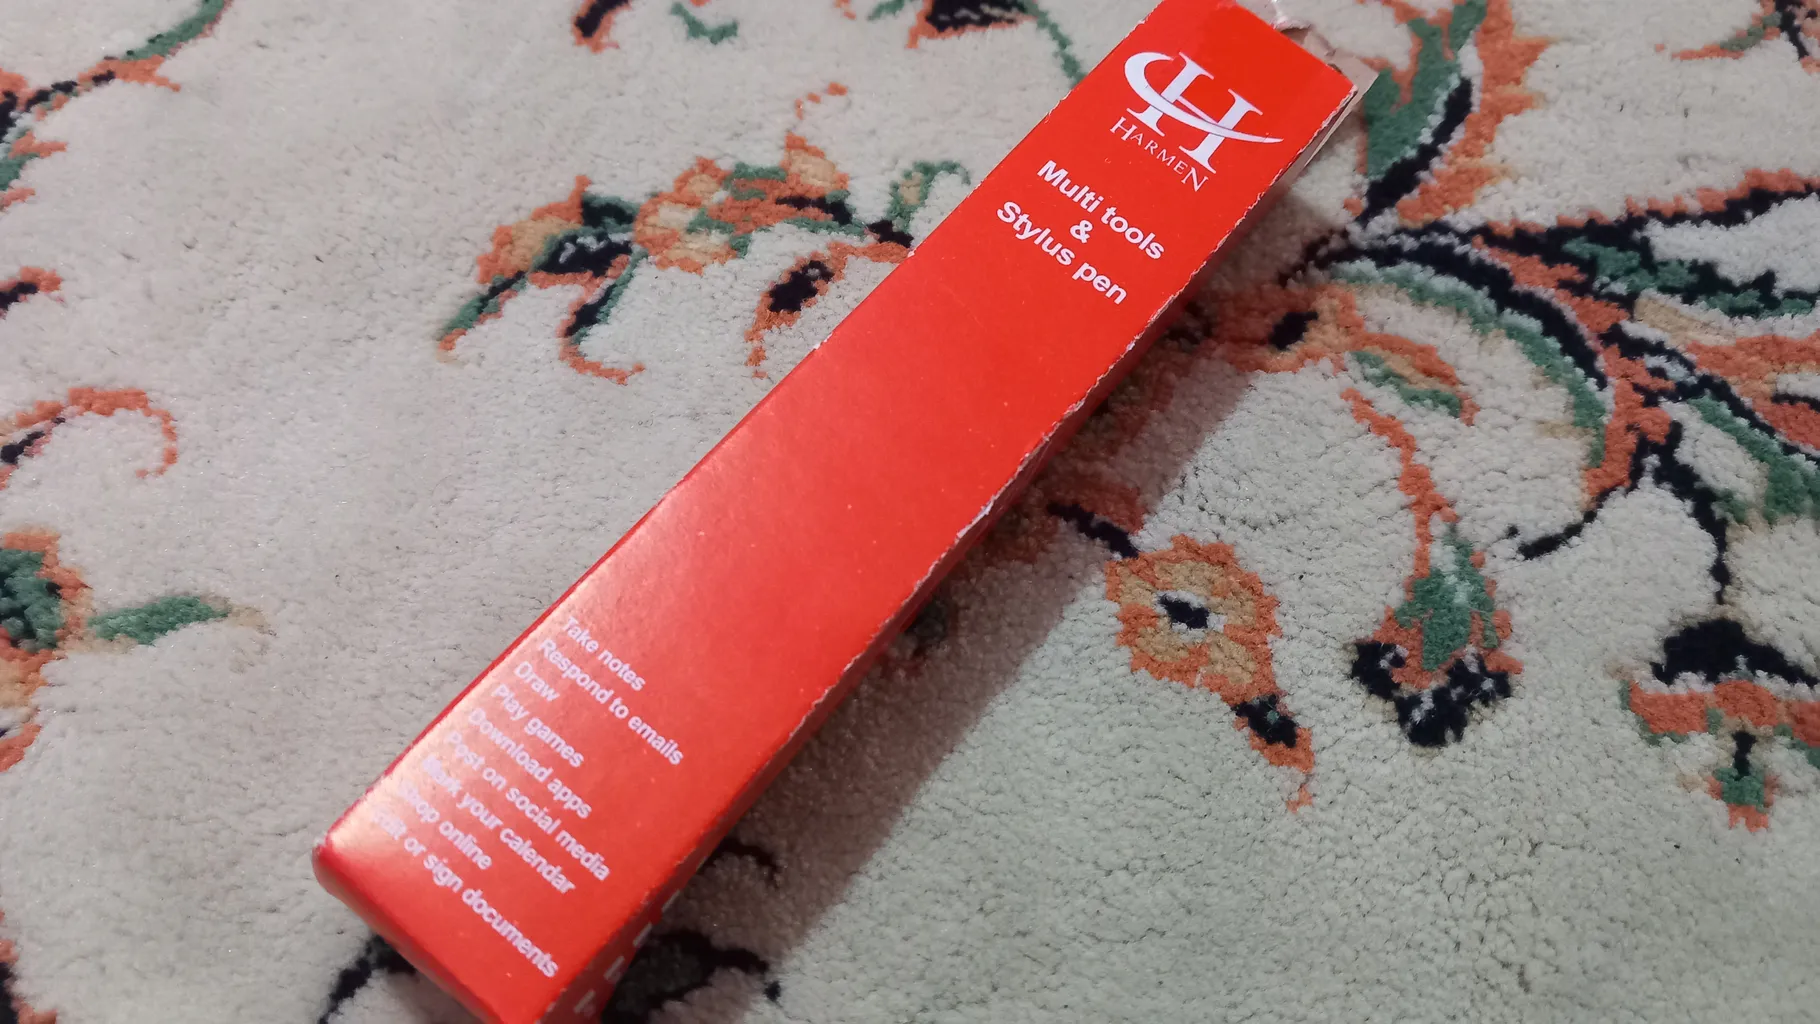 H
HARMEN
Multi tools
&
Stylus pen
Take notes
Respond to emails
Draw
Play games
Download apps
Post on social media
Mark your calendar
Shop online
Edit or sign documents